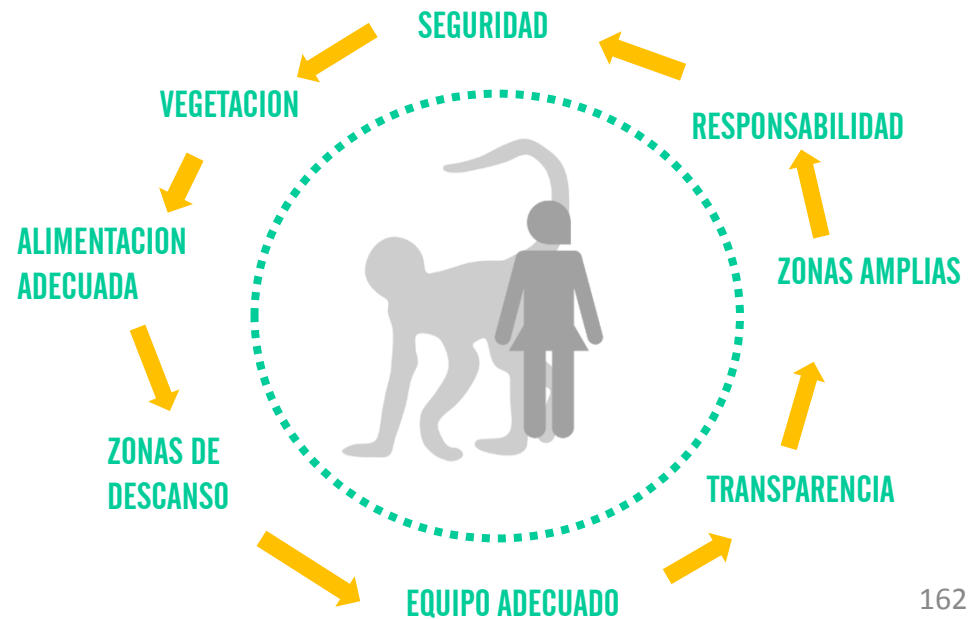 SEGURIDAD
VEGETACION
RESPONSABILIDAD
ALIMENTACION
ADECUADA
ZONAS AMPLIAS
ZONAS DE
DESCANSO
TRANSPARENCIA
EQUIPO ADECUADO
162